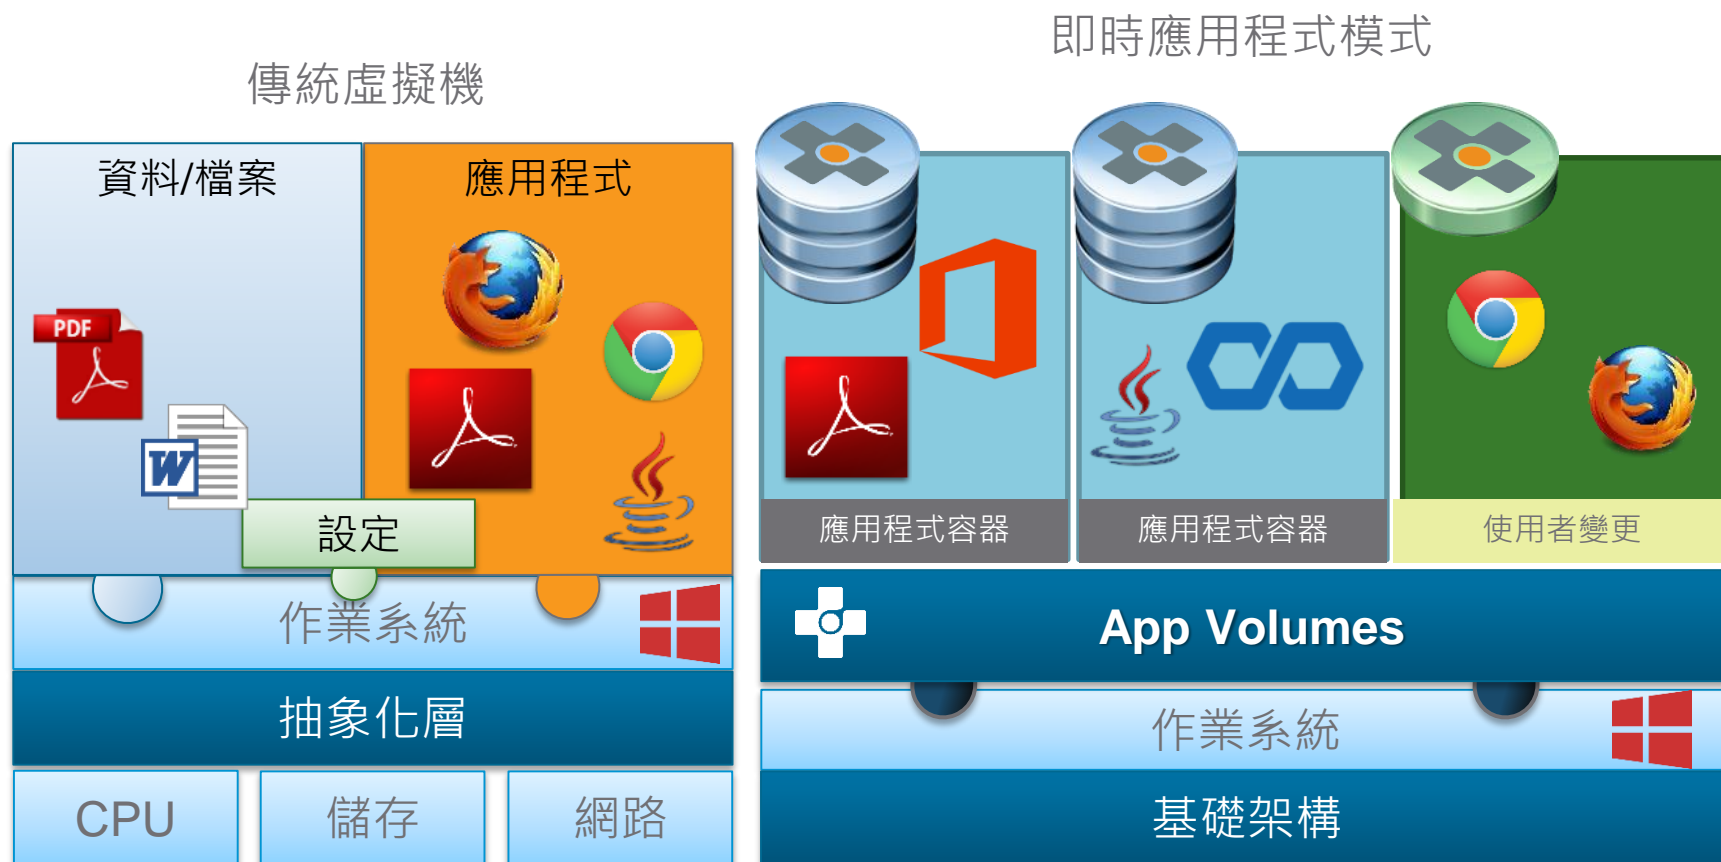 傳統虛擬機
資料/檔案
應用程式
PDF
W
設定
作業系統
抽象化層
CPU
儲存
網路
即時應用程式模式
應用程式容器
應用程式容器
使用者變更
App Volumes
作業系統
基礎架構